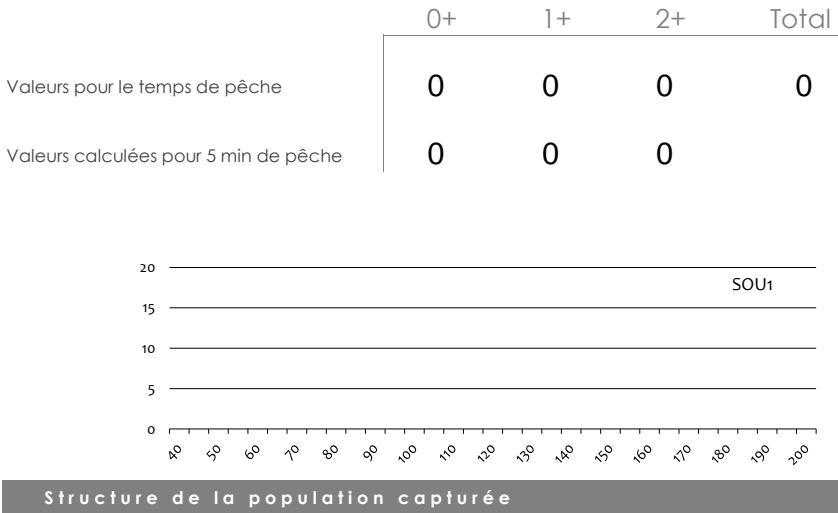 0+ 1+ 2+ Total
Valeurs pour le temps de pêche 0 0 0 0
Valeurs calculées pour 5 min de pêche 0 0 0
20
SOU1
15
10
5
0
40 50 60 70 80 90 100 110 120 130 140 150 160 170 180 190 200
Structure de la population capturée